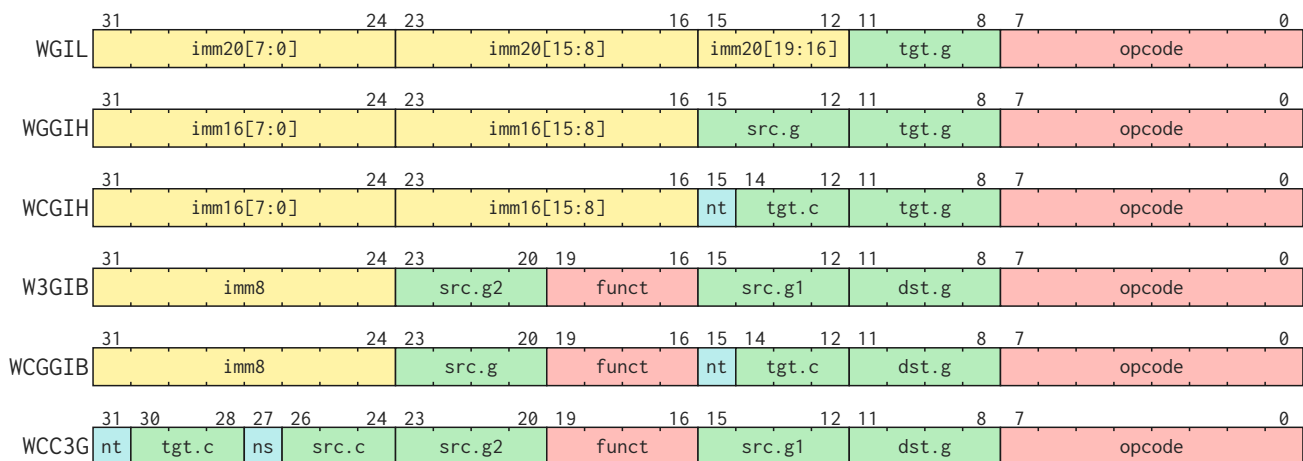 31 24 23 16 15 12 11 8 7 0
WGIL imm20[7:0] imm20[15:8] imm20[19:16] tgt.g opcode
31 24 23 16 15 12 11 8 7 0
WGGIH imm16[7:0] imm16[15:8] src.g tgt.g opcode
31 24 23 16 15 14 12 11 8 7 0
WCGIH imm16[7:0] imm16[15:8] nt tgt.c tgt.g opcode
31 24 23 20 19 16 15 12 11 8 7 0
W3GIB imm8 src.g2 funct src.g1 dst.g opcode
31 24 23 20 19 16 15 14 12 11 8 7 0
WCGGIB imm8 src.g funct nt tgt.c dst.g opcode
31 30 28 27 26 24 23 20 19 16 15 12 11 8 7 0
WCC3G nt tgt.c ns src.c src.g2 funct src.g1 dst.g opcode